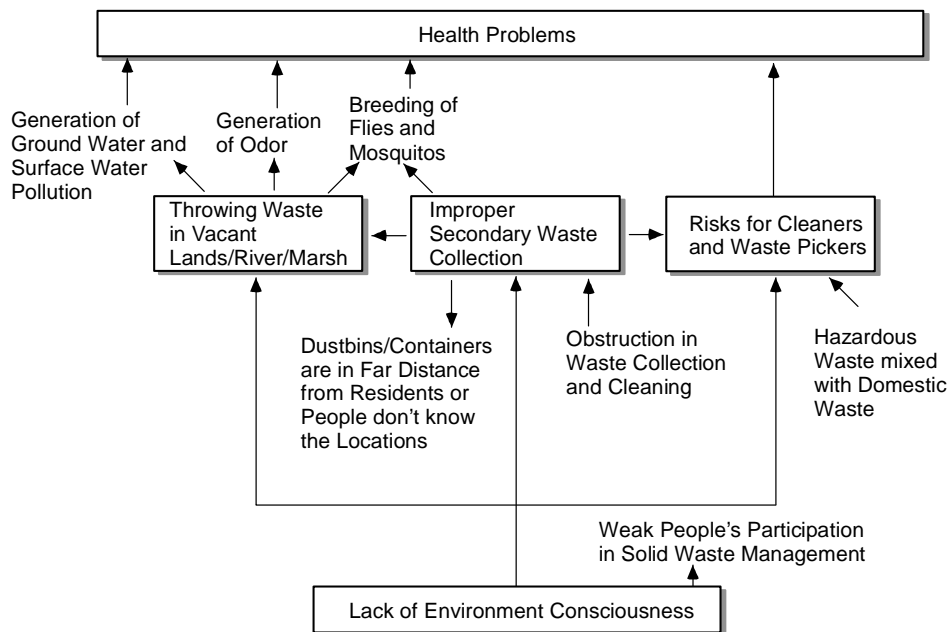 Health Problems
Generation of
Ground Water and
Surface Water
Pollution
Generation
of Odor
Breeding of
Flies and
Mosquitos
Throwing Waste
in Vacant
Lands/River/Marsh
Improper
Secondary Waste
Collection
Risks for Cleaners
and Waste Pickers
Dustbins/Containers
are in Far Distance
from Residents or
People don't know
the Locations
Obstruction in
Waste Collection
and Cleaning
Hazardous
Waste mixed
with Domestic
Waste
Weak People's Participation
in Solid Waste Management
Lack of Environment Consciousness